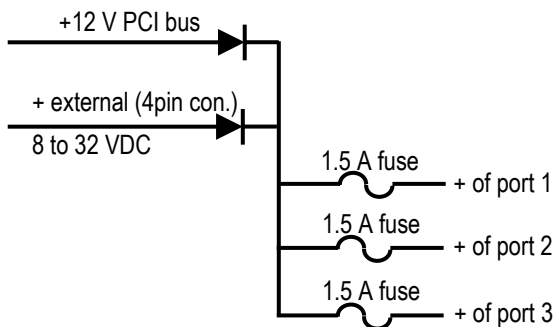 +12 V PCI bus
+ external (4pin con.)
8 to 32 VDC
1.5 A fuse
+ of port 1
1.5 A fuse
+ of port 2
1.5 A fuse
+ of port 3